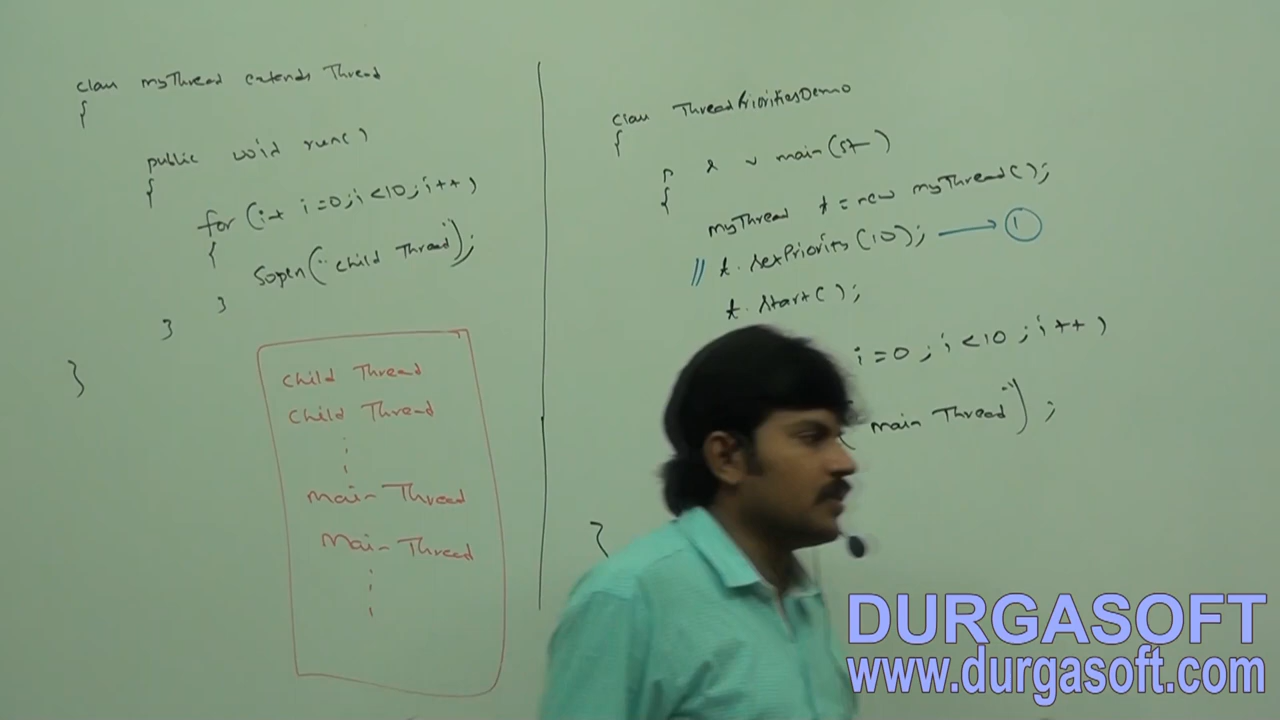 class myThread extends Thread
{
public void run()
{
for (int i=0;i<10;i++)
{
Sopln("child Thread");
}
}
}
child Thread
child Thread
main Thread
main Thread
class ThreadPrioritiesDemo
{
p s v main(st-)
{
myThread t=new myThread();
// t.setPriority(10); → 1
t.start();
i=0;i<10;i++)
( main Thread");
}
DURGASOFT
www.durgasoft.com